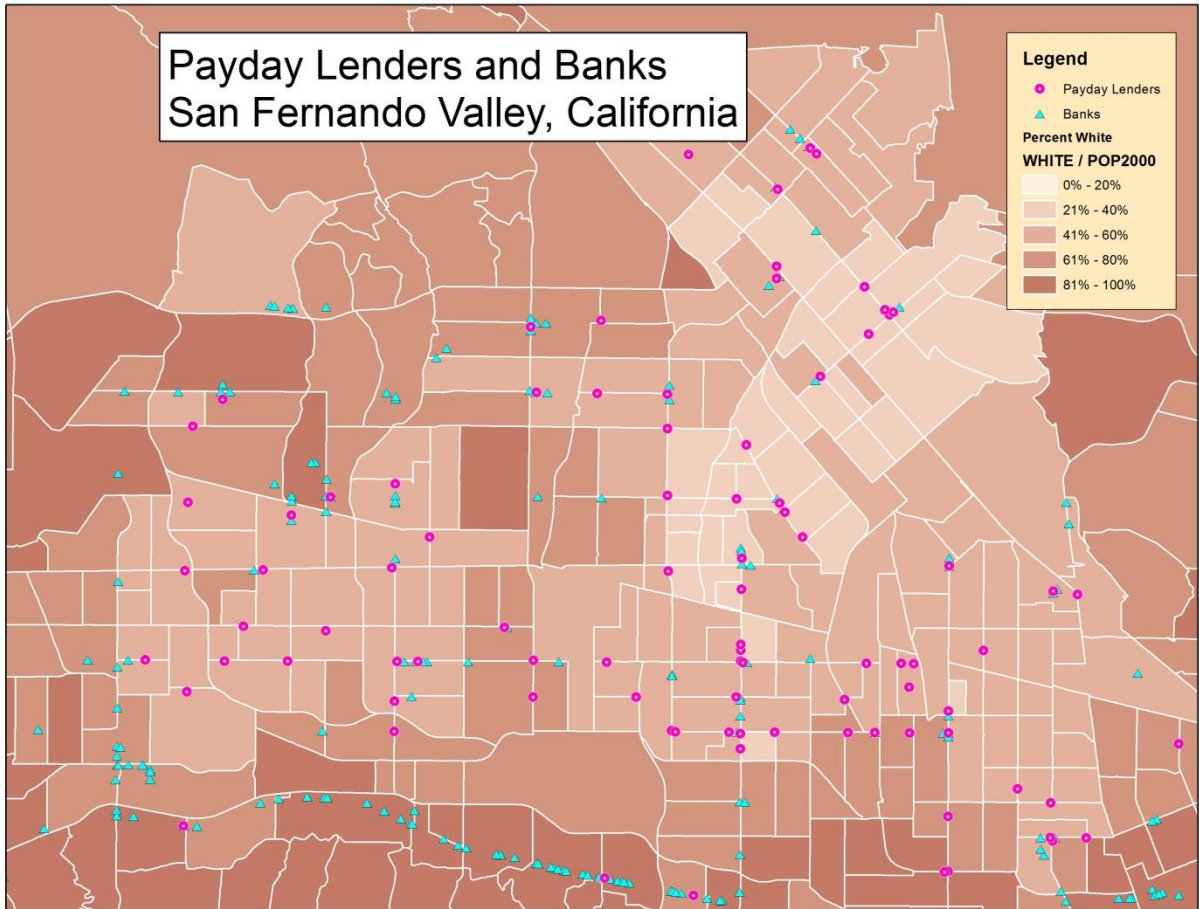 Payday Lenders and Banks
San Fernando Valley, California
Legend
Payday Lenders
Banks
Percent White
WHITE / POP2000
0% - 20%
21% - 40%
41% - 60%
61% - 80%
81% - 100%